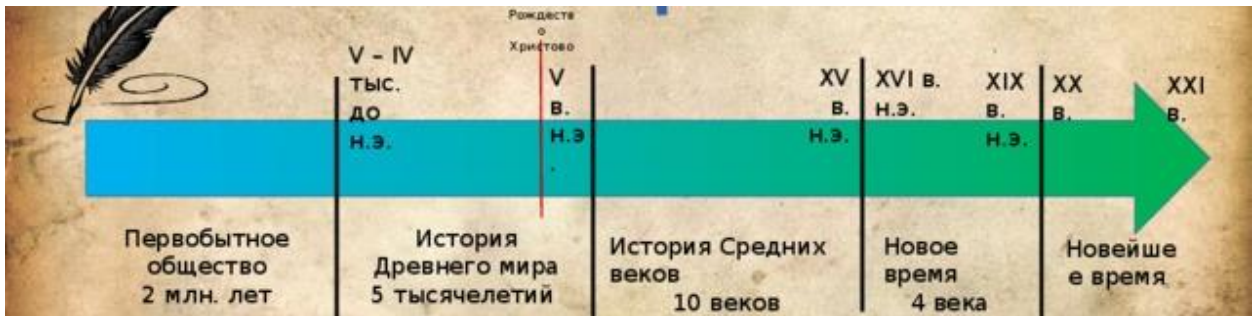 Рождеств
о
Христово
V – IV
тыс.
до
н.э.
V
в.
н.э
.
XV
в.
н.э.
XVI в.
н.э.
XIX
в.
н.э.
XX
в.
XXI
в.
Первобытное
общество
2 млн. лет
История
Древнего мира
5 тысячелетий
История Средних
веков
10 веков
Новое
время
4 века
Новейше
е время